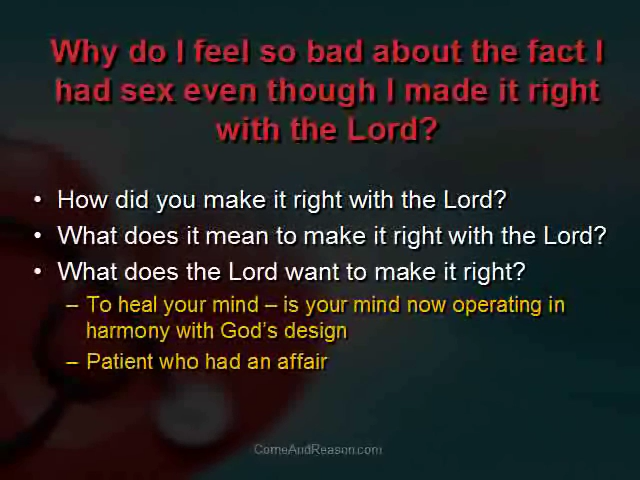 Why do I feel so bad about the fact I
had sex even though I made it right
with the Lord?
• How did you make it right with the Lord?
• What does it mean to make it right with the Lord?
• What does the Lord want to make it right?
– To heal your mind – is your mind now operating in
harmony with God's design
– Patient who had an affair
ComeAndReason.com